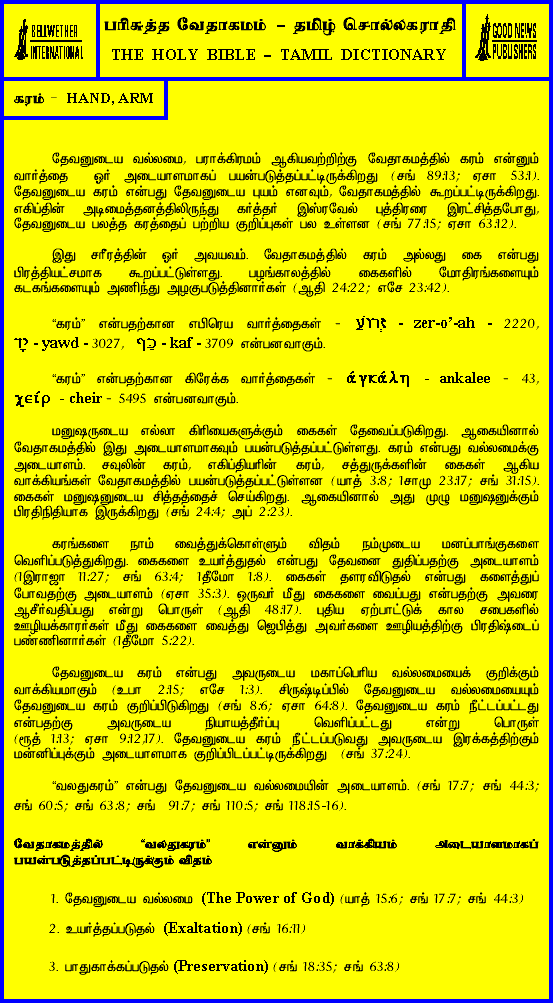 BELLWETHER
INTERNATIONAL
பரிசுத்த வேதாகமம் – தமிழ் சொல்லகராதி
THE HOLY BIBLE – TAMIL DICTIONARY
GOOD NEWS
PUBLISHERS
கரம் – HAND, ARM
தேவனுடைய வல்லமை, பராக்கிரமம் ஆகியவற்றிற்கு வேதாகமத்தில் கரம் என்னும்
வார்த்தை ஓர் அடையாளமாகப் பயன்படுத்தப்பட்டிருக்கிறது (சங் 89:13; ஏசா 53:1).
தேவனுடைய கரம் என்பது தேவனுடைய புயம் எனவும், வேதாகமத்தில் கூறப்பட்டிருக்கிறது.
எகிப்தின் அடிமைத்தனத்திலிருந்து கர்த்தர் இஸ்ரவேல் புத்திரரை இரட்சித்தபோது,
தேவனுடைய பலத்த கரத்தைப் பற்றிய குறிப்புகள் பல உள்ளன (சங் 77:15; ஏசா 63:12).
இது சரீரத்தின் ஓர் அவயவம். வேதாகமத்தில் கரம் அல்லது கை என்பது
பிரத்தியட்சமாக கூறப்பட்டுள்ளது. பழங்காலத்தில் கைகளில் மோதிரங்களையும்
கடகங்களையும் அணிந்து அழகுபடுத்தினார்கள் (ஆதி 24:22; எசே 23:42).
“கரம்” என்பதற்கான எபிரெய வார்த்தைகள் - - zer-o’-ah - 2220,
יָד - yawd - 3027, כַּף - kaf - 3709 என்பனவாகும்.
“கரம்” என்பதற்கான கிரேக்க வார்த்தைகள் - ἀγκάλη - ankalee - 43,
χείρ - cheir - 5495 என்பனவாகும்.
மனுஷருடைய எல்லா கிரியைகளுக்கும் கைகள் தேவைப்படுகிறது. ஆகையினால்
வேதாகமத்தில் இது அடையாளமாகவும் பயன்படுத்தப்பட்டுள்ளது. கரம் என்பது வல்லமைக்கு
அடையாளம். சவுலின் கரம், எகிப்தியரின் கரம், சத்துருக்களின் கைகள் ஆகிய
வாக்கியங்கள் வேதாகமத்தில் பயன்படுத்தப்பட்டுள்ளன (யாத் 3:8; 1சாமு 23:17; சங் 31:15).
கைகள் மனுஷனுடைய சித்தத்தைச் செய்கிறது. ஆகையினால் அது முழு மனுஷனுக்கும்
பிரதிநிதியாக இருக்கிறது (சங் 24:4; அப் 2:23).
கரங்களை நாம் வைத்துக்கொள்ளும் விதம் நம்முடைய மனப்பாங்குகளை
வெளிப்படுத்துகிறது. கைகளை உயர்த்துதல் என்பது தேவனை துதிப்பதற்கு அடையாளம்
(1இராஜா 11:27; சங் 63:4; 1தீமோ 1:8). கைகள் தளரவிடுதல் என்பது களைத்துப்
போவதற்கு அடையாளம் (ஏசா 35:3). ஒருவர் மீது கைகளை வைப்பது என்பதற்கு அவரை
ஆசீர்வதிப்பது என்று பொருள் (ஆதி 48:17). புதிய ஏற்பாட்டுக் கால சபைகளில்
ஊழியக்காரர்கள் மீது கைகளை வைத்து ஜெபித்து அவர்களை ஊழியத்திற்கு பிரதிஷ்டைப்
பண்ணினார்கள் (1தீமோ 5:22).
தேவனுடைய கரம் என்பது அவருடைய மகாப்பெரிய வல்லமையைக் குறிக்கும்
வாக்கியமாகும் (உபா 2:15; எசே 1:3). சிருஷ்டிப்பில் தேவனுடைய வல்லமையையும்
தேவனுடைய கரம் குறிப்பிடுகிறது (சங் 8:6; ஏசா 64:8). தேவனுடைய கரம் நீட்டப்பட்டது
என்பதற்கு அவருடைய நியாயத்தீர்ப்பு வெளிப்பட்டது என்று பொருள்
(ரூத் 1:13; ஏசா 9:12,17). தேவனுடைய கரம் நீட்டப்படுவது அவருடைய இரக்கத்திற்கும்
மன்னிப்புக்கும் அடையாளமாக குறிப்பிடப்பட்டிருக்கிறது (சங் 37:24).
“வலதுகரம்” என்பது தேவனுடைய வல்லமையின் அடையாளம். (சங் 17:7; சங் 44:3;
சங் 60:5; சங் 63:8; சங் 91:7; சங் 110:5; சங் 118:15-16).
வேதாகமத்தில் “வலதுகரம்” என்னும் வாக்கியம் அடையாளமாகப்
பயன்படுத்தப்பட்டிருக்கும் விதம்
1. தேவனுடைய வல்லமை (The Power of God) (யாத் 15:6; சங் 17:7; சங் 44:3)
2. உயர்த்தப்படுதல் (Exaltation) (சங் 16:11)
3. பாதுகாக்கப்படுதல் (Preservation) (சங் 18:35; சங் 63:8)